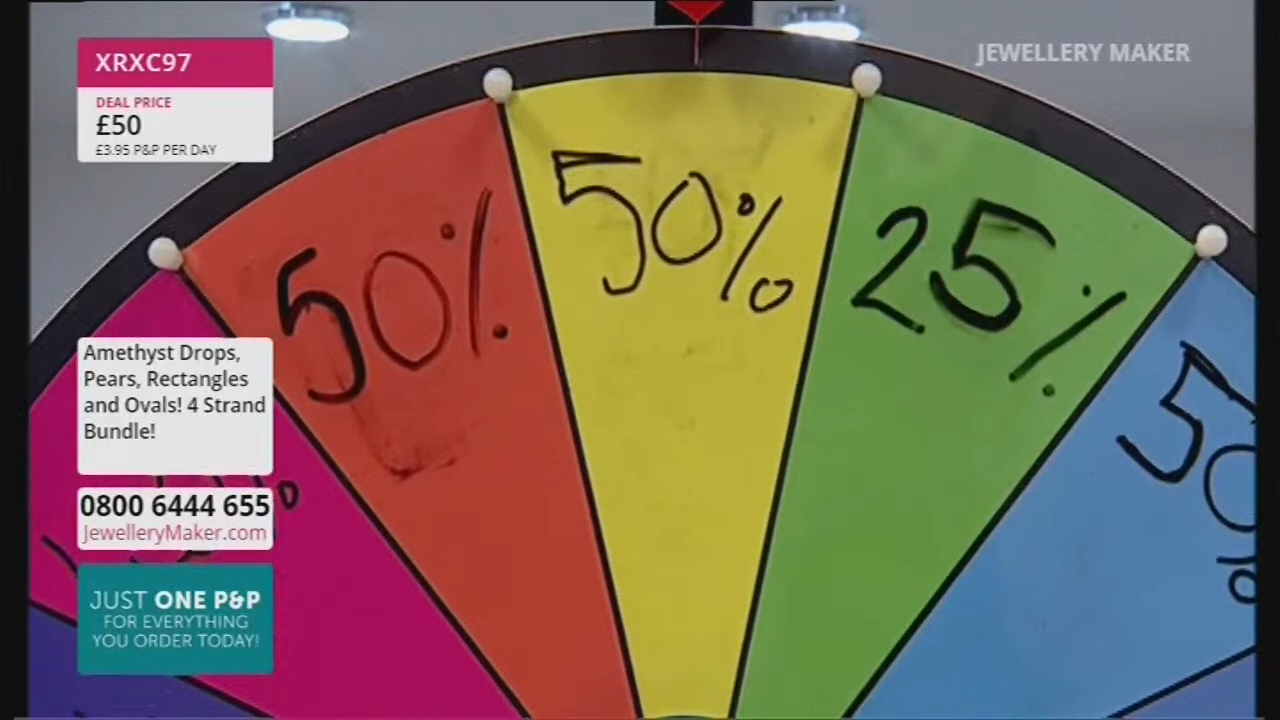 XRXC97
DEAL PRICE
£50
£3.95 P&P PER DAY
JEWELLERY MAKER
50%
50%
25%
50%
Amethyst Drops,
Pears, Rectangles
and Ovals! 4 Strand
Bundle!
0800 6444 655
JewelleryMaker.com
JUST ONE P&P
FOR EVERYTHING
YOU ORDER TODAY!